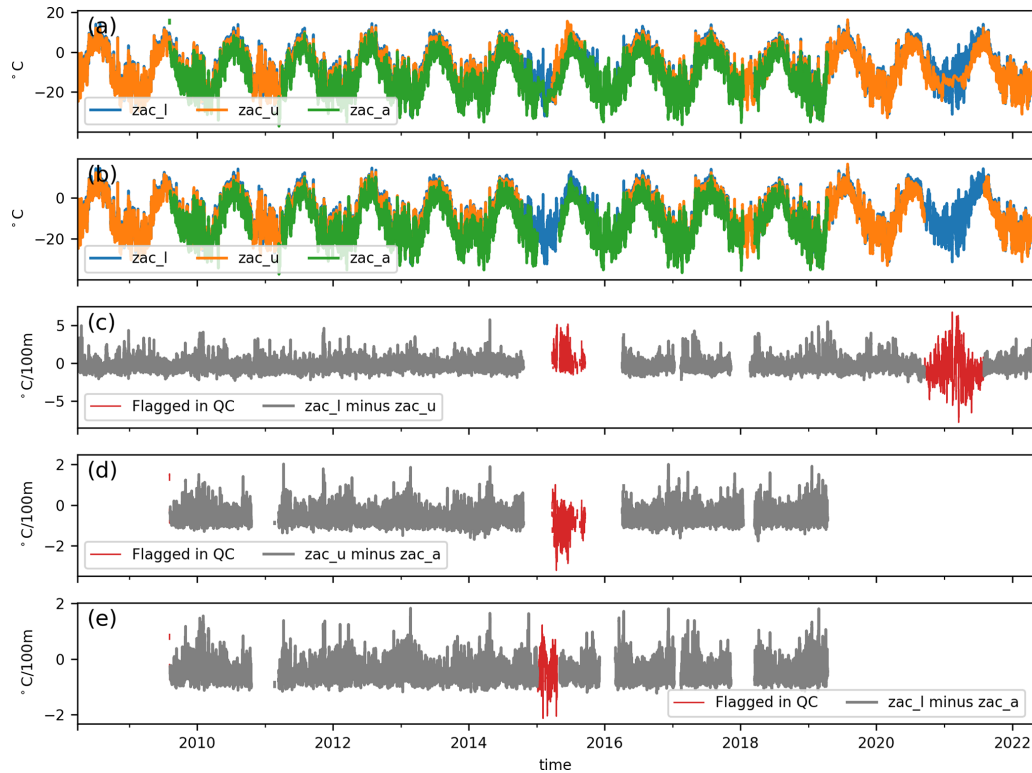 20
(a)
0
°C
−20
zac_l zac_u zac_a
(b)
0
°C
−20
zac_l zac_u zac_a
(c)
5
0
°C/100m
−5
Flagged in QC zac_l minus zac_u
2
(d)
0
°C/100m
−2
Flagged in QC zac_u minus zac_a
2
(e)
0
°C/100m
−2
Flagged in QC zac_l minus zac_a
2010 2012 2014 2016 2018 2020 2022
time